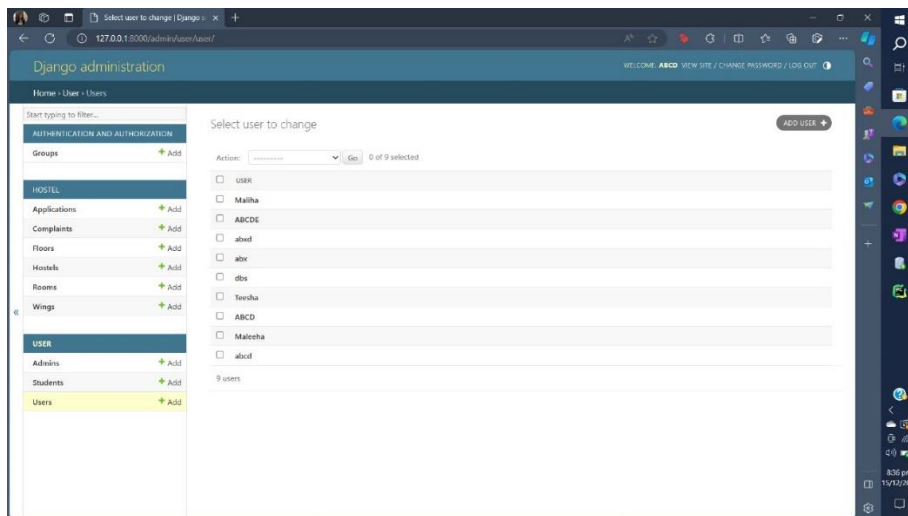 Select user to change | Django si
127.0.0.1:8000/admin/user/user/
Django administration
WELCOME, ABCD. VIEW SITE / CHANGE PASSWORD / LOG OUT
Home › User › Users
Start typing to filter...
AUTHENTICATION AND AUTHORIZATION
Groups + Add
HOSTEL
Applications + Add
Complaints + Add
Floors + Add
Hostels + Add
Rooms + Add
Wings + Add
«
USER
Admins + Add
Students + Add
Users + Add
Select user to change
ADD USER +
Action: --------- Go 0 of 9 selected
USER
Maliha
ABCDE
abxd
abx
dbs
Teesha
ABCD
Maleeha
abcd
9 users
8:36 pm
15/12/20